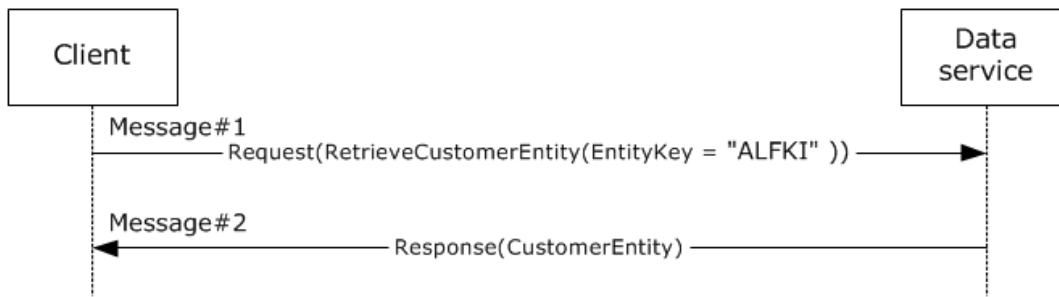 Client
Data
service
Message#1
Request(RetrieveCustomerEntity(EntityKey = "ALFKI" ))
Message#2
Response(CustomerEntity)